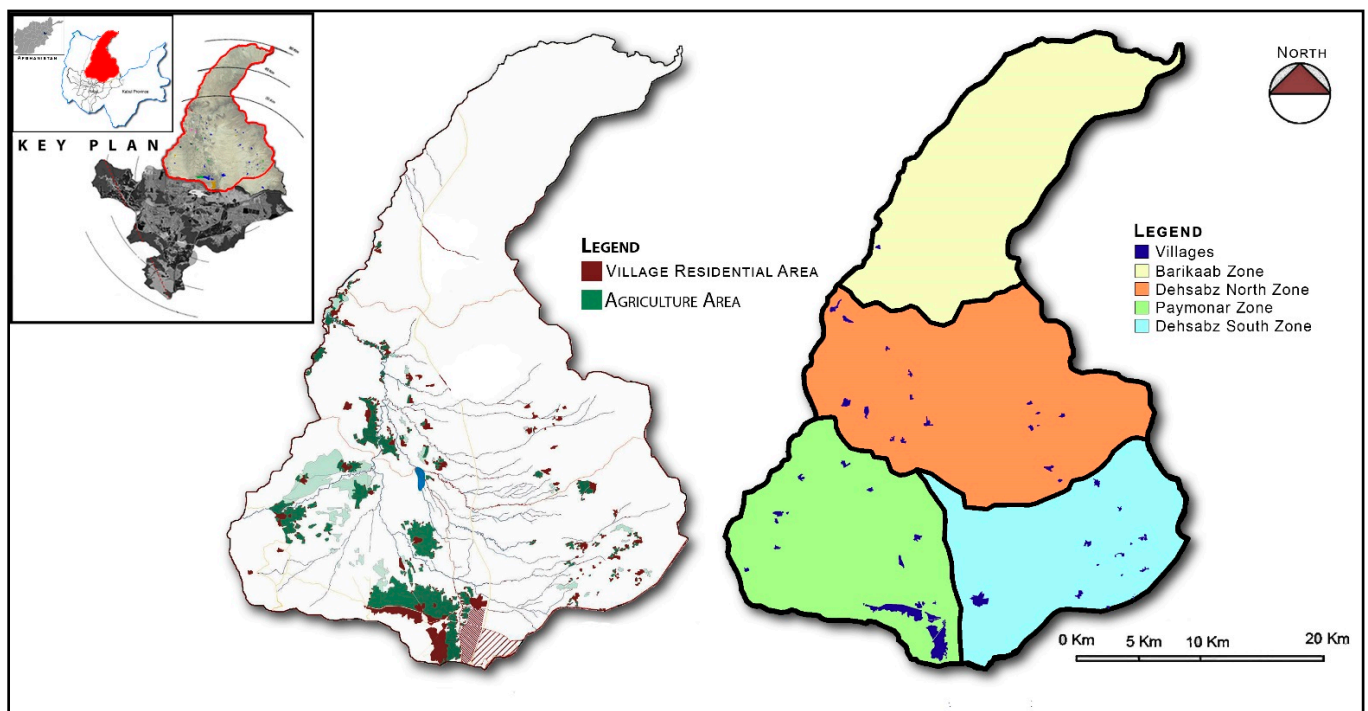 AFGHANISTAN
Kabul Province
KEY PLAN
NORTH
LEGEND
VILLAGE RESIDENTIAL AREA
AGRICULTURE AREA
LEGEND
Villages
Barikaab Zone
Dehsabz North Zone
Paymonar Zone
Dehsabz South Zone
0 Km
5 Km
10 Km
20 Km